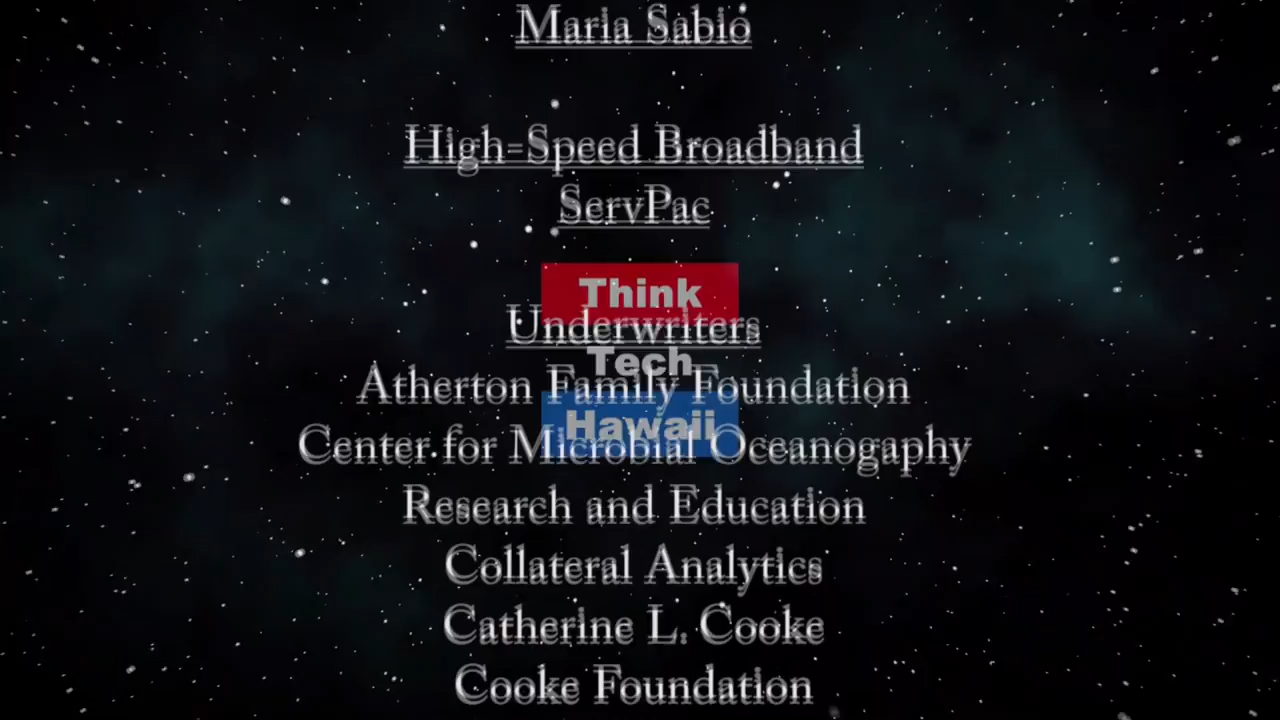 Maria Sabio
High-Speed Broadband
ServPac
Think
Underwriters
Tech
Atherton Family Foundation
Hawaii
Center for Microbial Oceanogaphy
Research and Education
Collateral Analytics
Catherine L. Cooke
Cooke Foundation